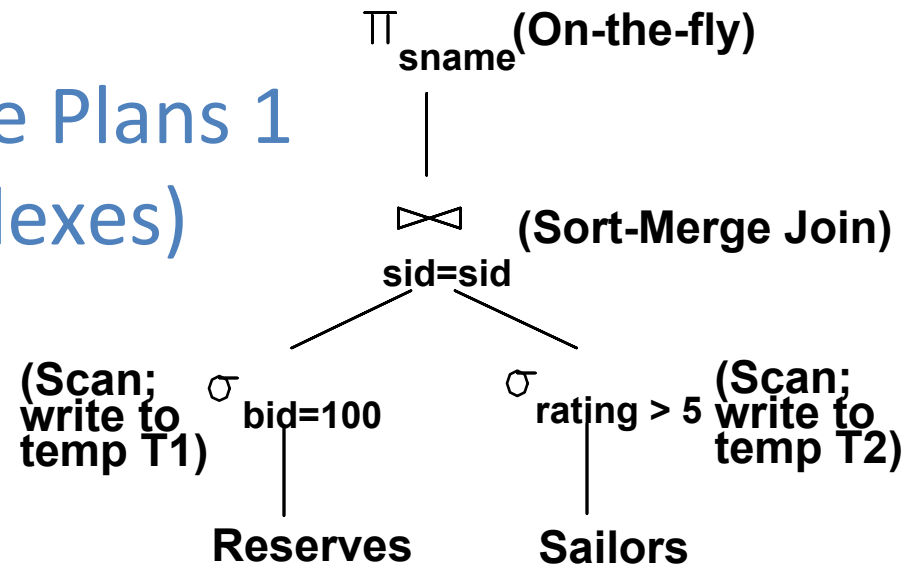 π sname (On-the-fly)
e Plans 1
lexes)
⋈ sid=sid (Sort-Merge Join)
(Scan;
write to
temp T1)
σ bid=100
σ rating > 5
(Scan;
write to
temp T2)
Reserves
Sailors